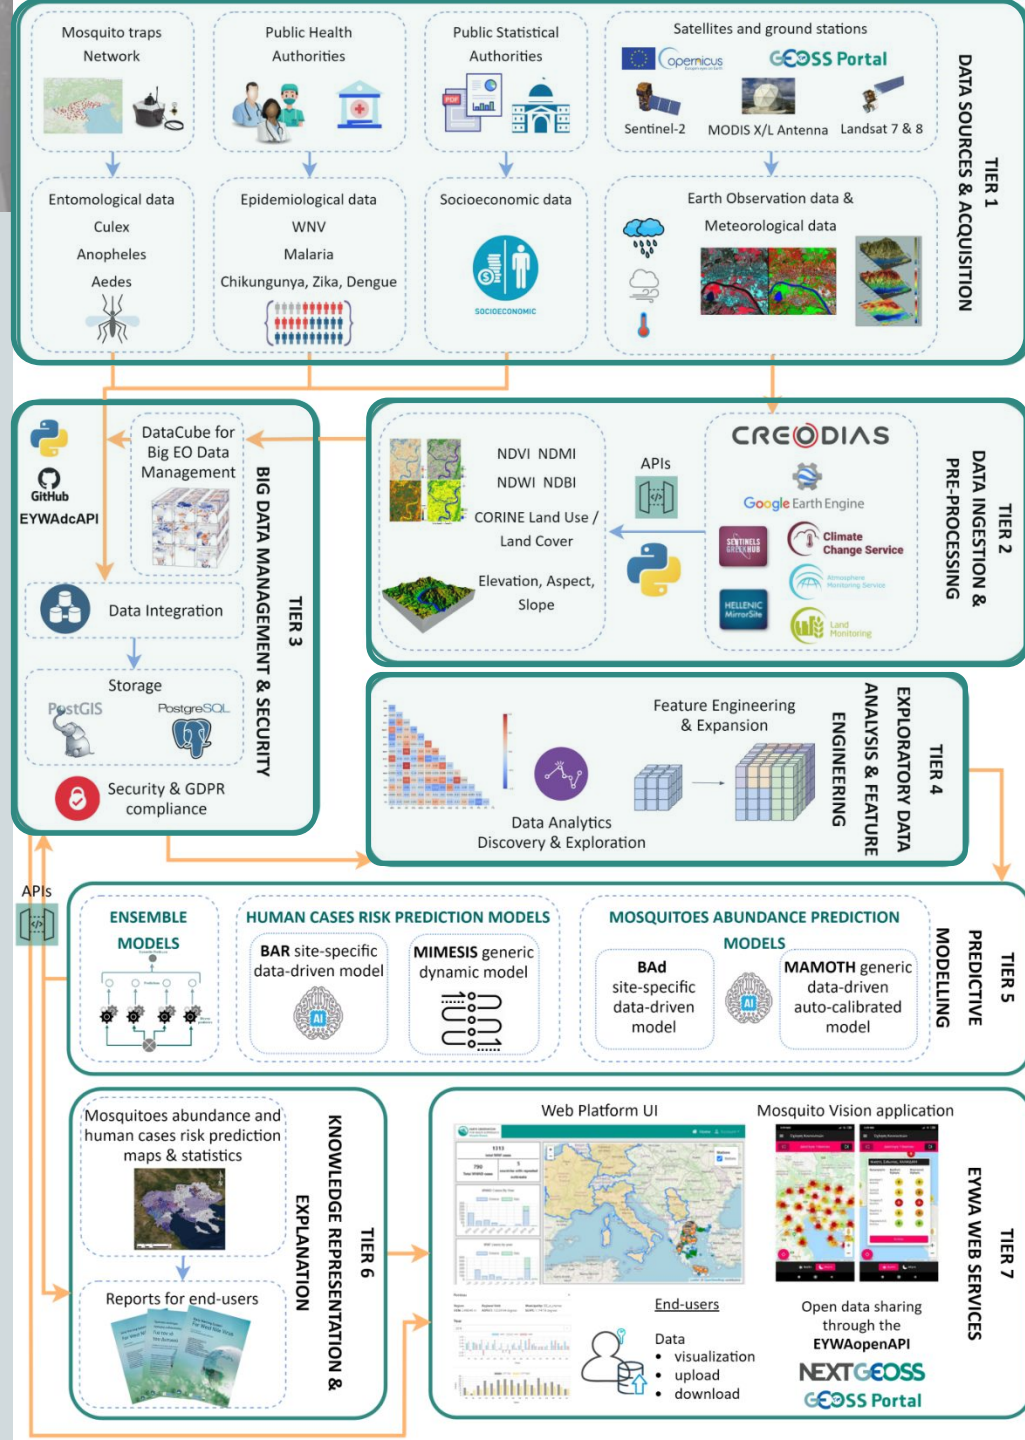 Mosquito traps
Network
Public Health
Authorities
Public Statistical
Authorities
PDF
Satellites and ground stations
Copernicus
GEOSS Portal
Sentinel-2
MODIS X/L Antenna
Landsat 7 & 8
Entomological data
Culex
Anopheles
Aedes
Epidemiological data
WNV
Malaria
Chikungunya, Zika, Dengue
Socioeconomic data
SOCIOECONOMIC
Earth Observation data &
Meteorological data
TIER 1
DATA SOURCES & ACQUISITION
GitHub
EYWAdcAPI
DataCube for
Big EO Data
Management
Data Integration
Storage
PostGIS
PostgreSQL
Security & GDPR
compliance
TIER 3
BIG DATA MANAGEMENT & SECURITY
NDVI NDMI
NDWI NDBI
CORINE Land Use /
Land Cover
Elevation, Aspect,
Slope
APIs
CREODIAS
Google Earth Engine
SENTINELS
GREEKHUB
Climate
Change Service
Atmosphere
Monitoring Service
HELLENIC
MirrorSite
Land
Monitoring
TIER 2
DATA INGESTION &
PRE-PROCESSING
Feature Engineering
& Expansion
Data Analytics
Discovery & Exploration
TIER 4
EXPLORATORY DATA
ANALYSIS & FEATURE
ENGINEERING
APIs
ENSEMBLE
MODELS
HUMAN CASES RISK PREDICTION MODELS
BAR site-specific
data-driven model
AI
MIMESIS generic
dynamic model
MOSQUITOES ABUNDANCE PREDICTION
MODELS
BAd
site-specific
data-driven
model
AI
MAMOTH generic
data-driven
auto-calibrated
model
TIER 5
PREDICTIVE
MODELLING
Mosquitoes abundance and
human cases risk prediction
maps & statistics
Reports for end-users
TIER 6
KNOWLEDGE REPRESENTATION &
EXPLANATION
Web Platform UI
Mosquito Vision application
End-users
Data
• visualization
• upload
• download
Open data sharing
through the
EYWAopenAPI
NEXTGEOSS
GEOSS Portal
TIER 7
EYWA WEB SERVICES